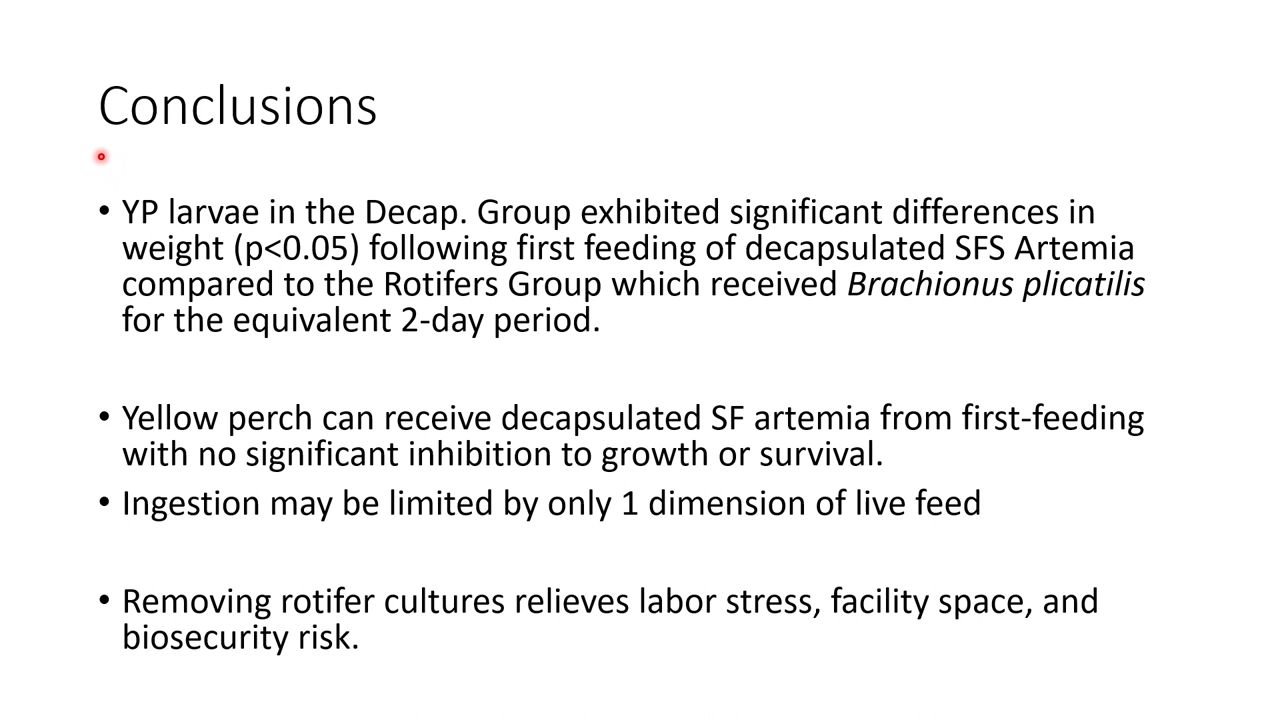 Conclusions
• YP larvae in the Decap. Group exhibited significant differences in
weight (p<0.05) following first feeding of decapsulated SFS Artemia
compared to the Rotifers Group which received Brachionus plicatilis
for the equivalent 2-day period.
• Yellow perch can receive decapsulated SF artemia from first-feeding
with no significant inhibition to growth or survival.
• Ingestion may be limited by only 1 dimension of live feed
• Removing rotifer cultures relieves labor stress, facility space, and
biosecurity risk.